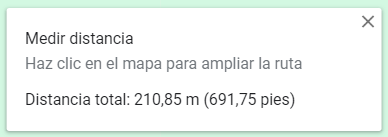 Medir distancia
Haz clic en el mapa para ampliar la ruta
Distancia total: 210,85 m (691,75 pies)